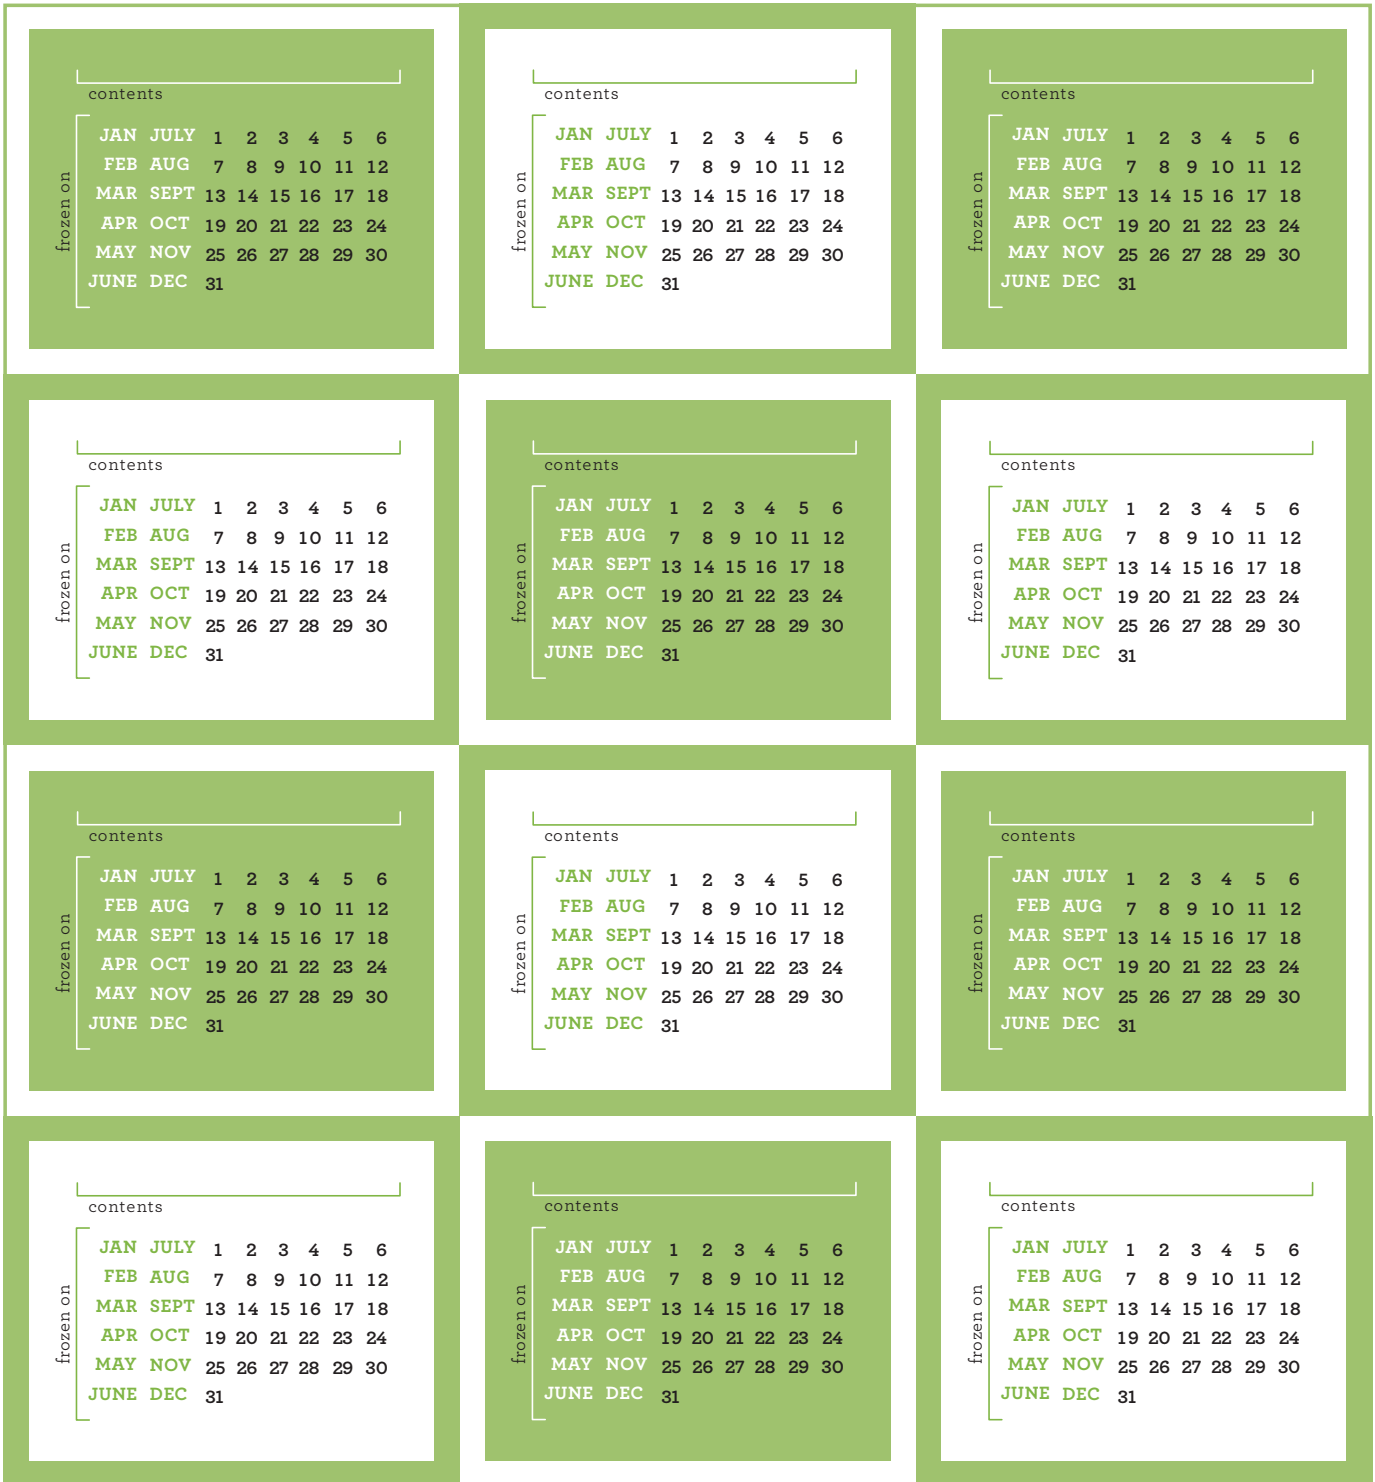 contents
frozen on
JAN JULY 1 2 3 4 5 6
FEB AUG 7 8 9 10 11 12
MAR SEPT 13 14 15 16 17 18
APR OCT 19 20 21 22 23 24
MAY NOV 25 26 27 28 29 30
JUNE DEC 31
contents
frozen on
JAN JULY 1 2 3 4 5 6
FEB AUG 7 8 9 10 11 12
MAR SEPT 13 14 15 16 17 18
APR OCT 19 20 21 22 23 24
MAY NOV 25 26 27 28 29 30
JUNE DEC 31
contents
frozen on
JAN JULY 1 2 3 4 5 6
FEB AUG 7 8 9 10 11 12
MAR SEPT 13 14 15 16 17 18
APR OCT 19 20 21 22 23 24
MAY NOV 25 26 27 28 29 30
JUNE DEC 31
contents
frozen on
JAN JULY 1 2 3 4 5 6
FEB AUG 7 8 9 10 11 12
MAR SEPT 13 14 15 16 17 18
APR OCT 19 20 21 22 23 24
MAY NOV 25 26 27 28 29 30
JUNE DEC 31
contents
frozen on
JAN JULY 1 2 3 4 5 6
FEB AUG 7 8 9 10 11 12
MAR SEPT 13 14 15 16 17 18
APR OCT 19 20 21 22 23 24
MAY NOV 25 26 27 28 29 30
JUNE DEC 31
contents
frozen on
JAN JULY 1 2 3 4 5 6
FEB AUG 7 8 9 10 11 12
MAR SEPT 13 14 15 16 17 18
APR OCT 19 20 21 22 23 24
MAY NOV 25 26 27 28 29 30
JUNE DEC 31
contents
frozen on
JAN JULY 1 2 3 4 5 6
FEB AUG 7 8 9 10 11 12
MAR SEPT 13 14 15 16 17 18
APR OCT 19 20 21 22 23 24
MAY NOV 25 26 27 28 29 30
JUNE DEC 31
contents
frozen on
JAN JULY 1 2 3 4 5 6
FEB AUG 7 8 9 10 11 12
MAR SEPT 13 14 15 16 17 18
APR OCT 19 20 21 22 23 24
MAY NOV 25 26 27 28 29 30
JUNE DEC 31
contents
frozen on
JAN JULY 1 2 3 4 5 6
FEB AUG 7 8 9 10 11 12
MAR SEPT 13 14 15 16 17 18
APR OCT 19 20 21 22 23 24
MAY NOV 25 26 27 28 29 30
JUNE DEC 31
contents
frozen on
JAN JULY 1 2 3 4 5 6
FEB AUG 7 8 9 10 11 12
MAR SEPT 13 14 15 16 17 18
APR OCT 19 20 21 22 23 24
MAY NOV 25 26 27 28 29 30
JUNE DEC 31
contents
frozen on
JAN JULY 1 2 3 4 5 6
FEB AUG 7 8 9 10 11 12
MAR SEPT 13 14 15 16 17 18
APR OCT 19 20 21 22 23 24
MAY NOV 25 26 27 28 29 30
JUNE DEC 31
contents
frozen on
JAN JULY 1 2 3 4 5 6
FEB AUG 7 8 9 10 11 12
MAR SEPT 13 14 15 16 17 18
APR OCT 19 20 21 22 23 24
MAY NOV 25 26 27 28 29 30
JUNE DEC 31